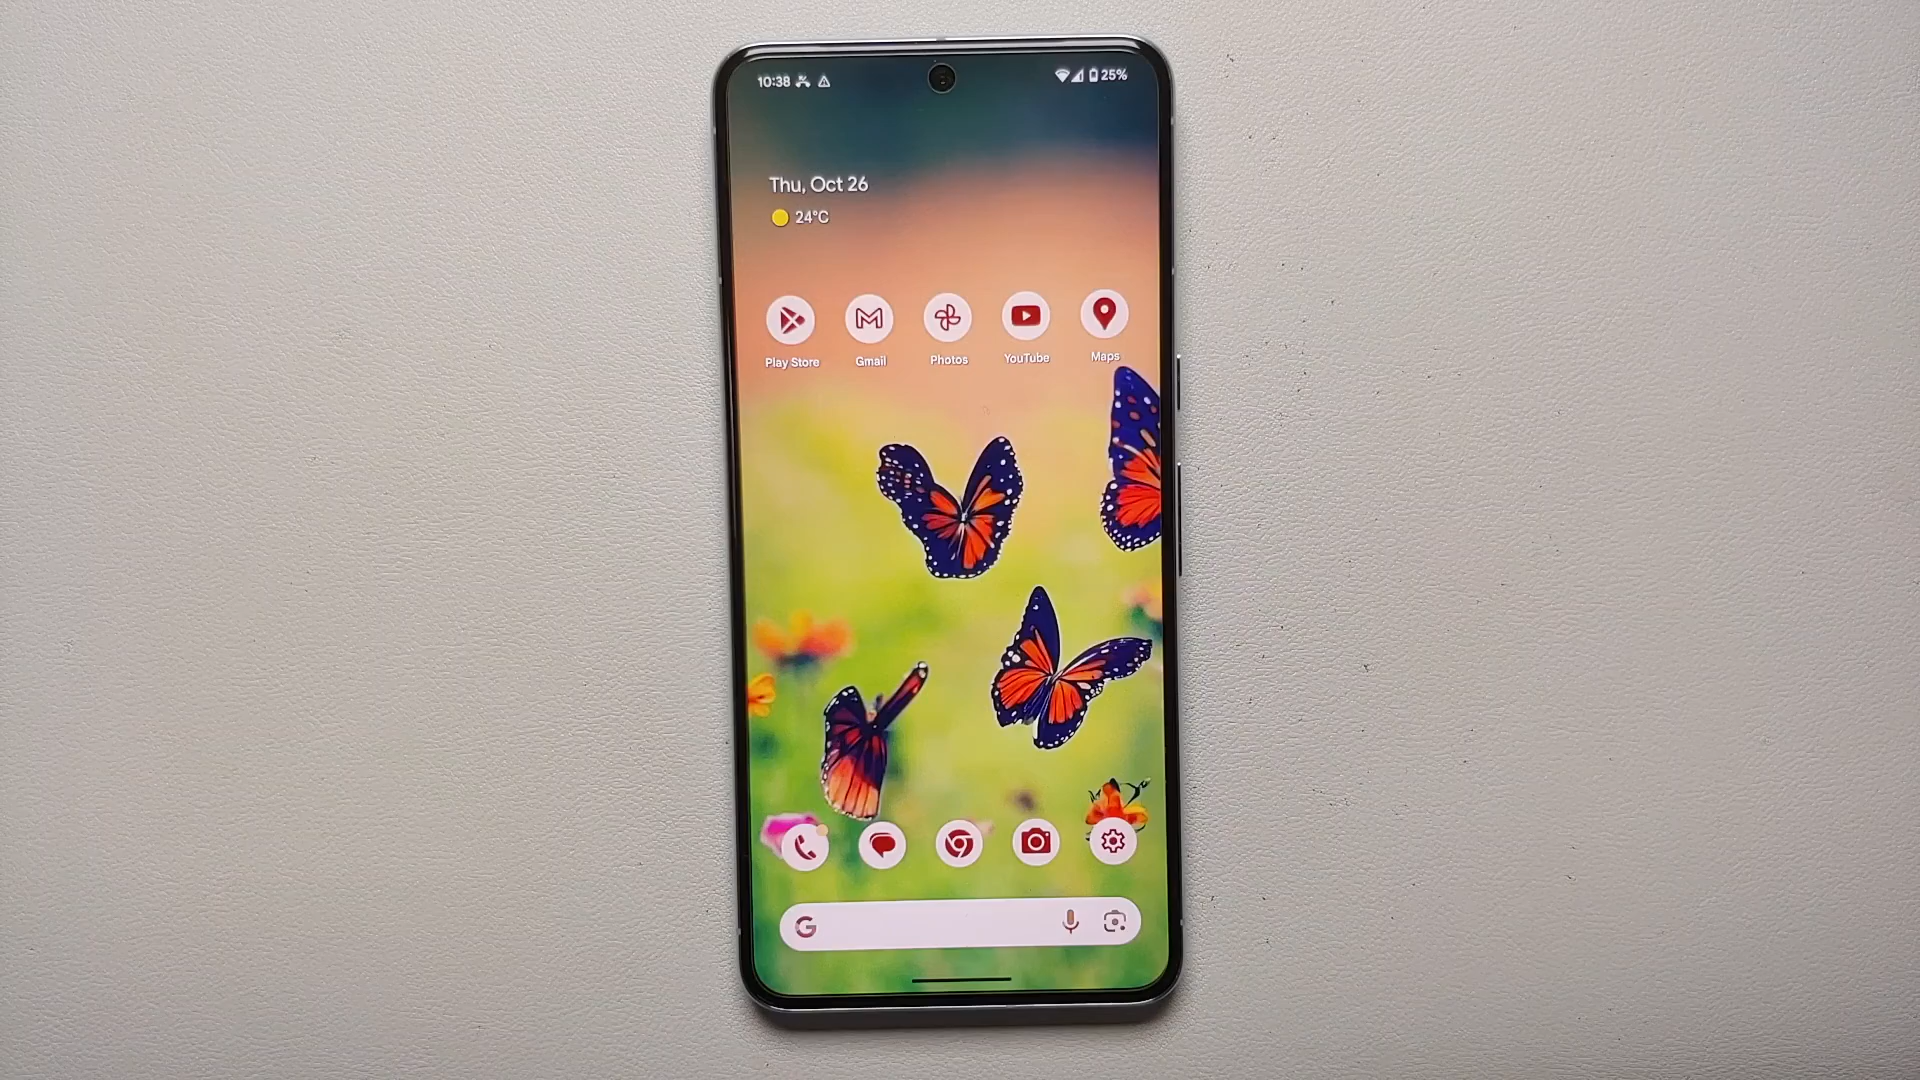 10:38
25%
Thu, Oct 26
24°C
Play Store
Gmail
Photos
YouTube
Maps